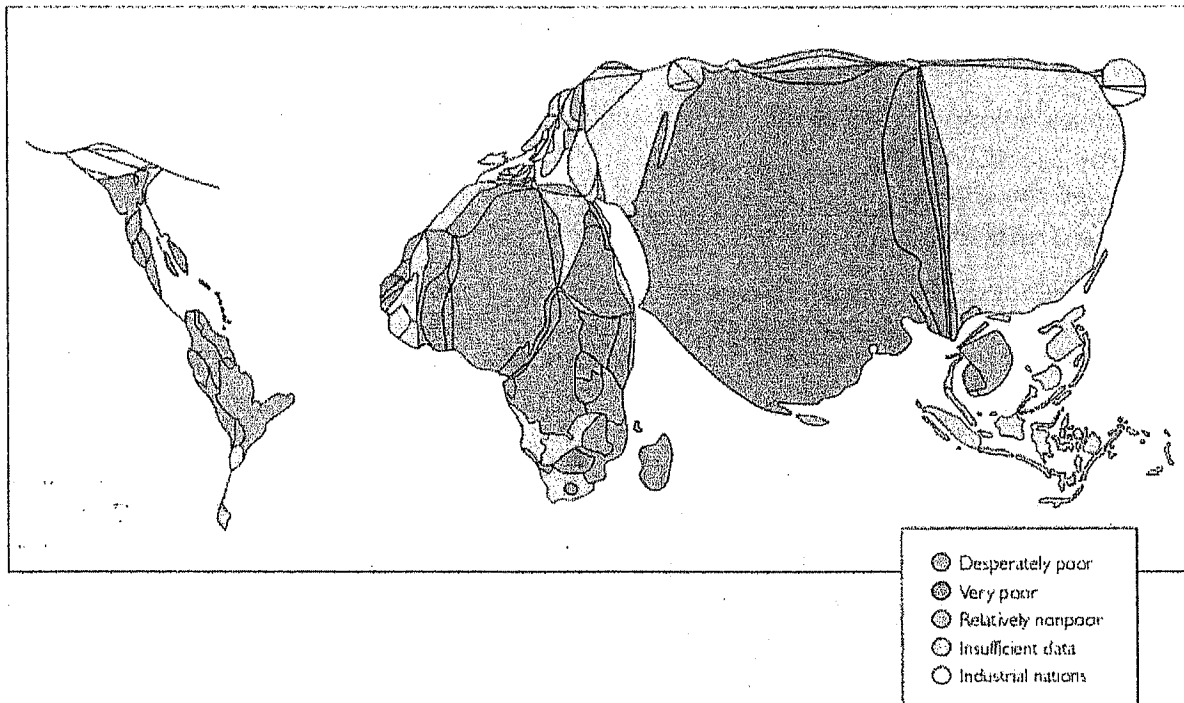 Desperately poor
Very poor
Relatively nonpoor
Insufficient data
Industrial nations